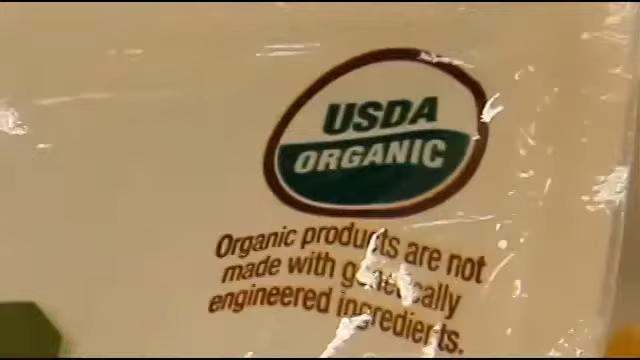 USDA
ORGANIC
Organic products are not
made with genetically
engineered ingredients.